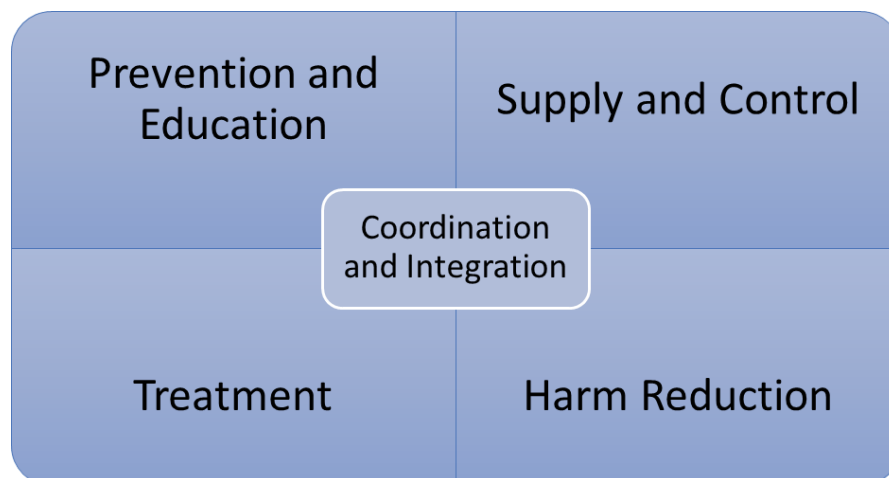 Prevention and
Education
Supply and Control
Coordination
and Integration
Treatment
Harm Reduction